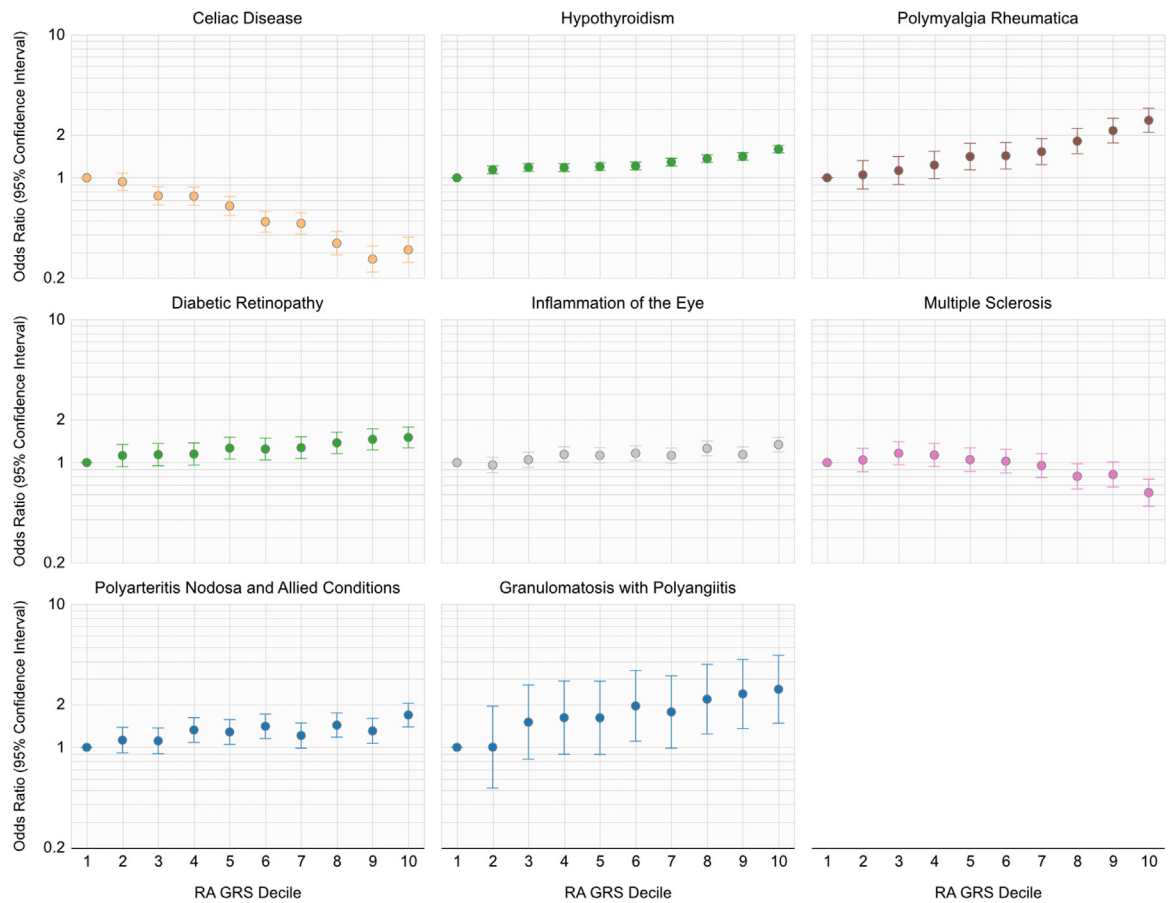 Celiac Disease
Hypothyroidism
Polymyalgia Rheumatica
Odds Ratio (95% Confidence Interval)
10
2
1
0.2
Diabetic Retinopathy
Inflammation of the Eye
Multiple Sclerosis
Odds Ratio (95% Confidence Interval)
10
2
1
0.2
Polyarteritis Nodosa and Allied Conditions
Granulomatosis with Polyangiitis
Odds Ratio (95% Confidence Interval)
10
2
1
0.2
1 2 3 4 5 6 7 8 9 10
1 2 3 4 5 6 7 8 9 10
1 2 3 4 5 6 7 8 9 10
RA GRS Decile
RA GRS Decile
RA GRS Decile